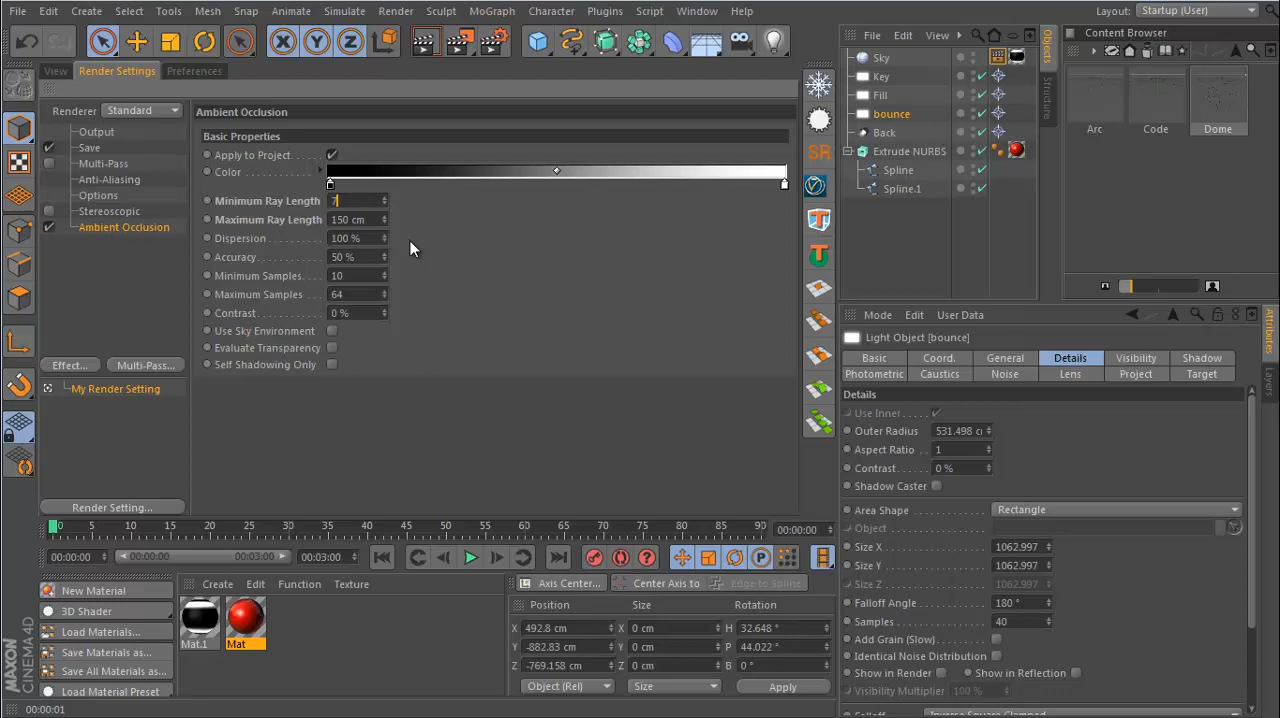 File Edit Create Select Tools Mesh Snap Animate Simulate Render Sculpt MoGraph Character Plugins Script Window Help
Layout: Startup (User)
View Render Settings Preferences
Renderer Standard
Output
Save
Multi-Pass
Anti-Aliasing
Options
Stereoscopic
Ambient Occlusion
Effect... Multi-Pass...
My Render Setting
Render Setting...
Ambient Occlusion
Basic Properties
Apply to Project
Color
Minimum Ray Length 7
Maximum Ray Length 150 cm
Dispersion 100 %
Accuracy 50 %
Minimum Samples 10
Maximum Samples 64
Contrast 0 %
Use Sky Environment
Evaluate Transparency
Self Shadowing Only
SR
File Edit View
Sky
Key
Fill
bounce
Back
Extrude NURBS
Spline
Spline.1
Objects
Structure
Content Browser
Arc Code Dome
Mode Edit User Data
Light Object [bounce]
Basic Coord. General Details Visibility Shadow
Photometric Caustics Noise Lens Project Target
Details
Use Inner
Outer Radius 531.498
Aspect Ratio 1
Contrast 0 %
Shadow Caster
Area Shape Rectangle
Object
Size X 1062.997
Size Y 1062.997
Size Z 1062.997
Falloff Angle 180 °
Samples 40
Add Grain (Slow)
Identical Noise Distribution
Show in Render Show in Reflection
Visibility Multiplier 100 %
Falloff Inverse Square Clamped
Attributes
Layers
0 5 10 15 20 25 30 35 40 45 50 55 60 65 70 75 80 85 90 00:00:00
00:00:00 00:00:00 00:03:00 00:03:00
New Material
3D Shader
Load Materials...
Save Materials as...
Save All Materials as...
Load Material Preset
Create Edit Function Texture
Mat.1 Mat
Axis Center... Center Axis to Edge to Spline
Position Size Rotation
X 492.8 cm X 0 cm H 32.648 °
Y -882.83 cm Y 0 cm P 44.022 °
Z -769.158 cm Z 0 cm B 0 °
Object (Rel) Size Apply
MAXON
CINEMA 4D
00:00:01